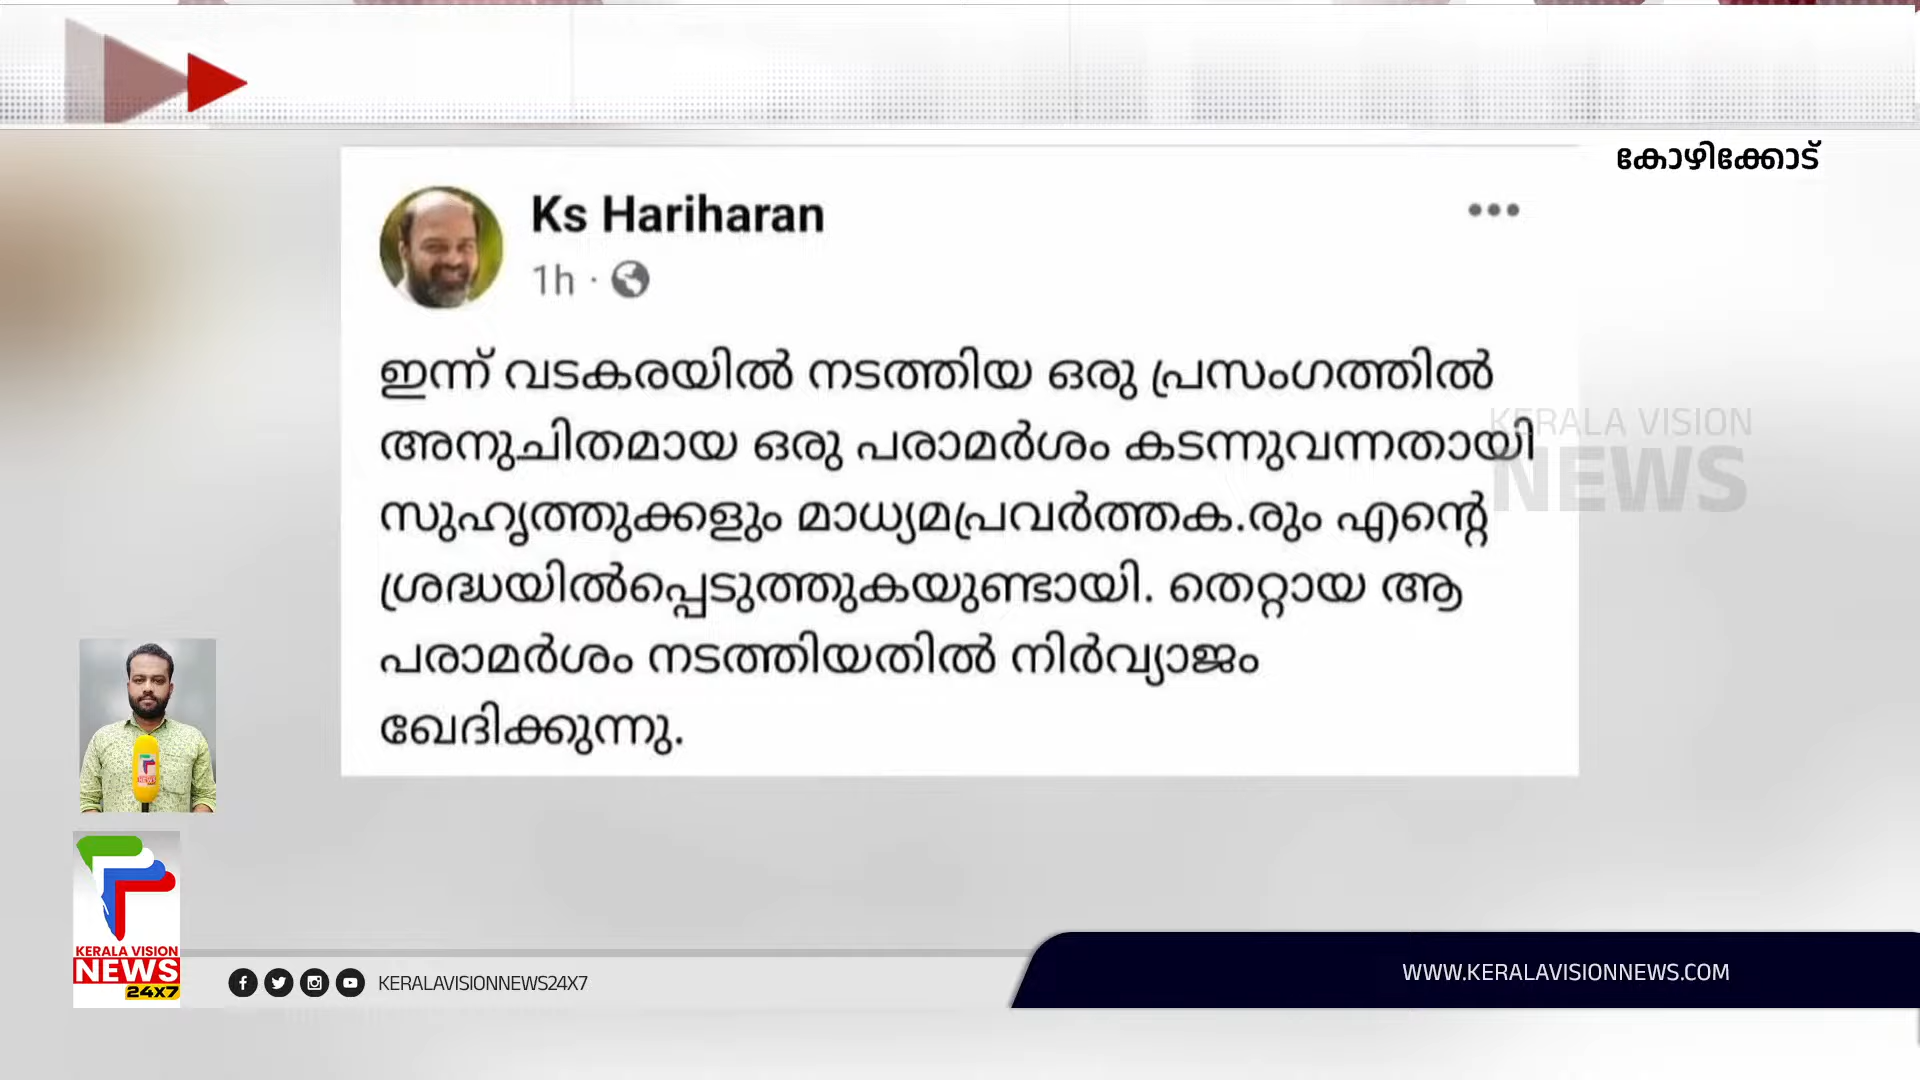 കോഴിക്കോട്
Ks Hariharan
1h ·
ഇന്ന് വടകരയിൽ നടത്തിയ ഒരു പ്രസംഗത്തിൽ
അനുചിതമായ ഒരു പരാമർശം കടന്നുവന്നതായി
സുഹൃത്തുക്കളും മാധ്യമപ്രവർത്തക.രും എന്റെ
ശ്രദ്ധയിൽപ്പെടുത്തുകയുണ്ടായി. തെറ്റായ ആ
പരാമർശം നടത്തിയതിൽ നിർവ്യാജം
ഖേദിക്കുന്നു.
KERALA VISION
NEWS
KERALA VISION
NEWS
24X7
KERALAVISIONNEWS24X7
WWW.KERALAVISIONNEWS.COM